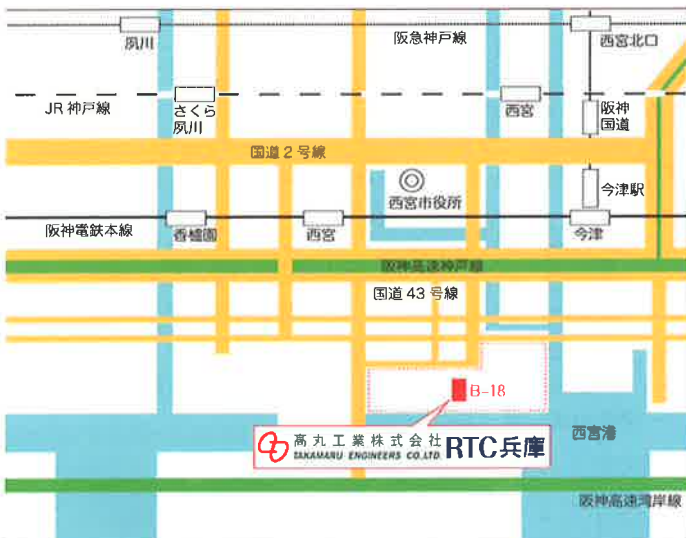 夙川
阪急神戸線
西宮北口
JR 神戸線
さくら
夙川
西宮
阪神
国道
国道 2 号線
西宮市役所
今津駅
阪神電鉄本線
香櫨園
西宮
今津
阪神高速神戸線
国道 43 号線
B-18
高丸工業株式会社
TAKAMARU ENGINEERS CO.,LTD.
RTC兵庫
西宮港
阪神高速湾岸線